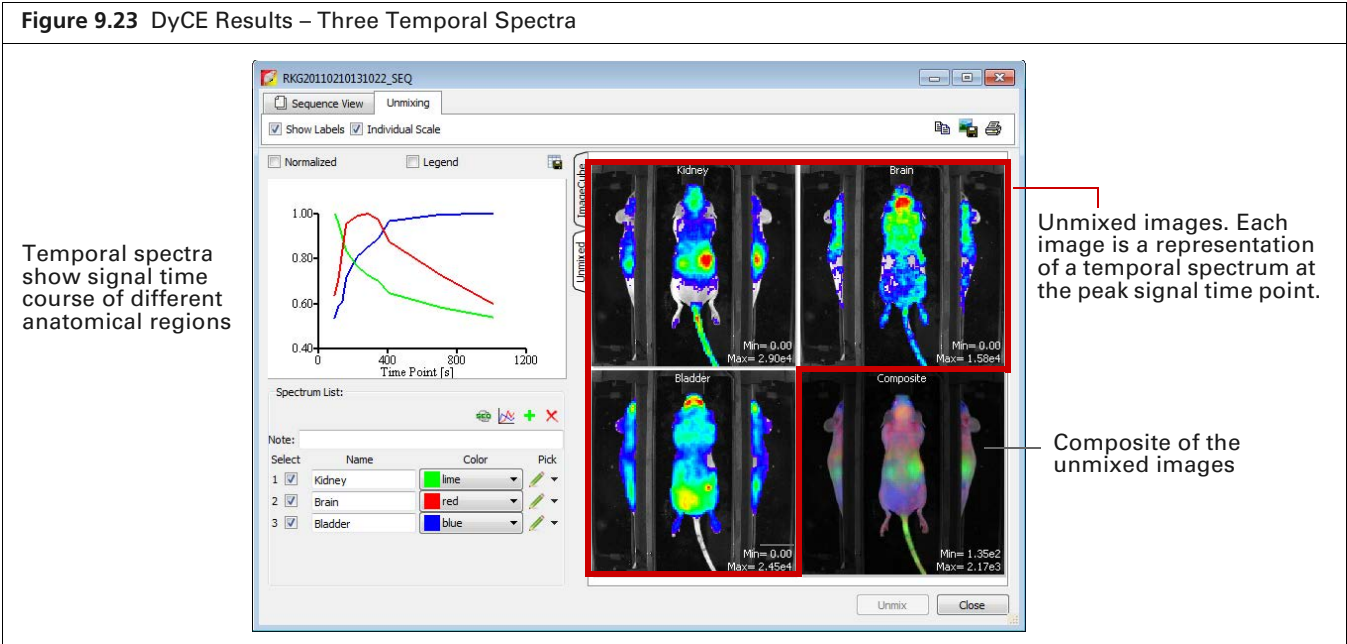 Figure 9.23 DyCE Results – Three Temporal Spectra
RKG20110210131022_SEQ
Sequence View
Unmixing
Show Labels
Individual Scale
Normalized
Legend
1.00
0.80
0.60
0.40
0
400
800
1200
Time Point [s]
Temporal spectra
show signal time
course of different
anatomical regions
Spectrum List:
SEQ
Note:
Select Name Color Pick
1 Kidney lime
2 Brain red
3 Bladder blue
ImageCube
Unmixed
Kidney
Min= 0.00
Max= 2.90e4
Brain
Min= 0.00
Max= 1.58e4
Bladder
Min= 0.00
Max= 2.45e4
Composite
Min= 1.35e2
Max= 2.17e3
Unmixed images. Each
image is a representation
of a temporal spectrum at
the peak signal time point.
Composite of the
unmixed images
Unmix
Close